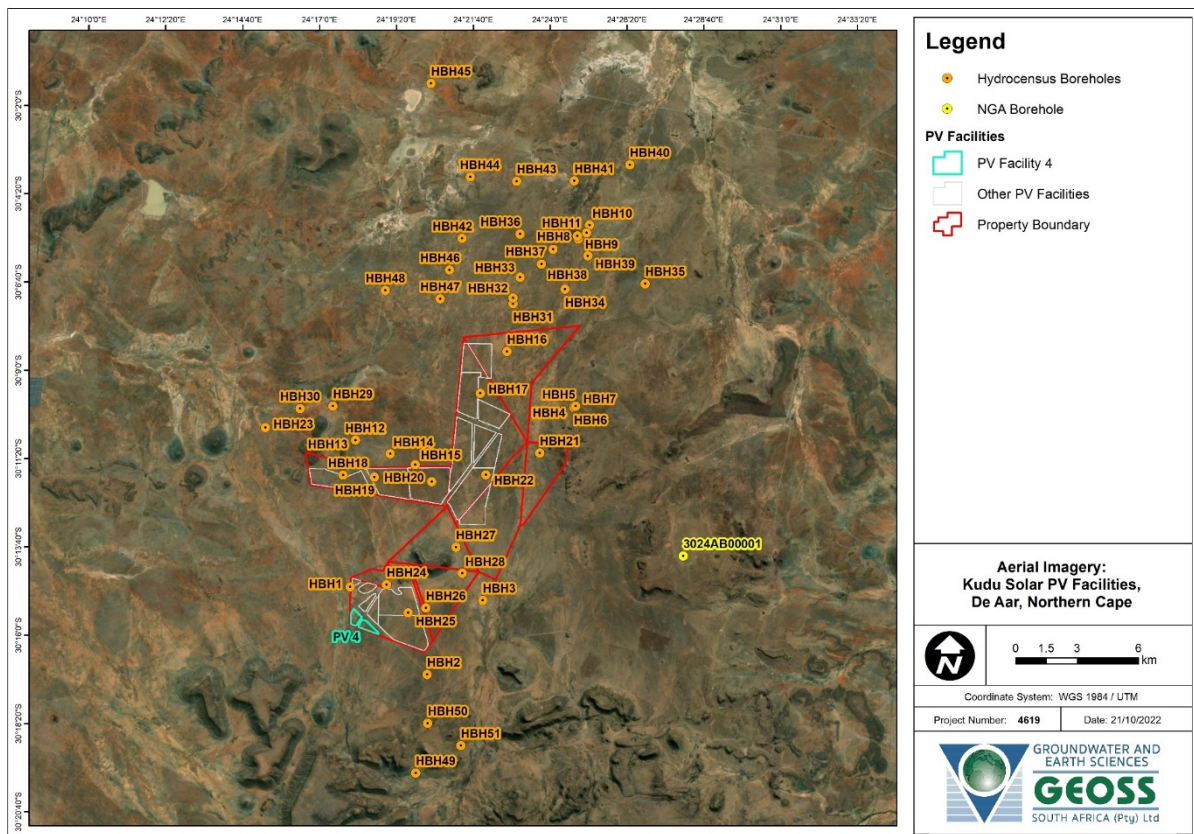 24°10'0"E 24°12'20"E 24°14'40"E 24°17'0"E 24°19'20"E 24°21'40"E 24°24'0"E 24°26'20"E 24°28'40"E 24°31'0"E 24°33'20"E
30°2'0"S
30°4'20"S
30°6'40"S
30°9'0"S
30°11'20"S
30°13'40"S
30°16'0"S
30°18'20"S
30°20'40"S
HBH45
HBH40
HBH44
HBH43
HBH41
HBH10
HBH11
HBH36
HBH42
HBH8
HBH9
HBH37
HBH39
HBH46
HBH33
HBH38
HBH35
HBH48
HBH47
HBH32
HBH34
HBH31
HBH16
HBH17
HBH5
HBH7
HBH4
HBH6
HBH30
HBH29
HBH23
HBH12
HBH13
HBH14
HBH21
HBH15
HBH18
HBH20
HBH22
HBH19
HBH27
3024AB00001
HBH28
HBH24
HBH1
HBH3
HBH26
HBH25
PV 4
HBH2
HBH50
HBH51
HBH49
Legend
Hydrocensus Boreholes
NGA Borehole
PV Facilities
PV Facility 4
Other PV Facilities
Property Boundary
Aerial Imagery:
Kudu Solar PV Facilities,
De Aar, Northern Cape
N
0 1.5 3 6
km
Coordinate System: WGS 1984 / UTM
Project Number: 4619 Date: 21/10/2022
GROUNDWATER AND
EARTH SCIENCES
GEOSS
SOUTH AFRICA (Pty) Ltd